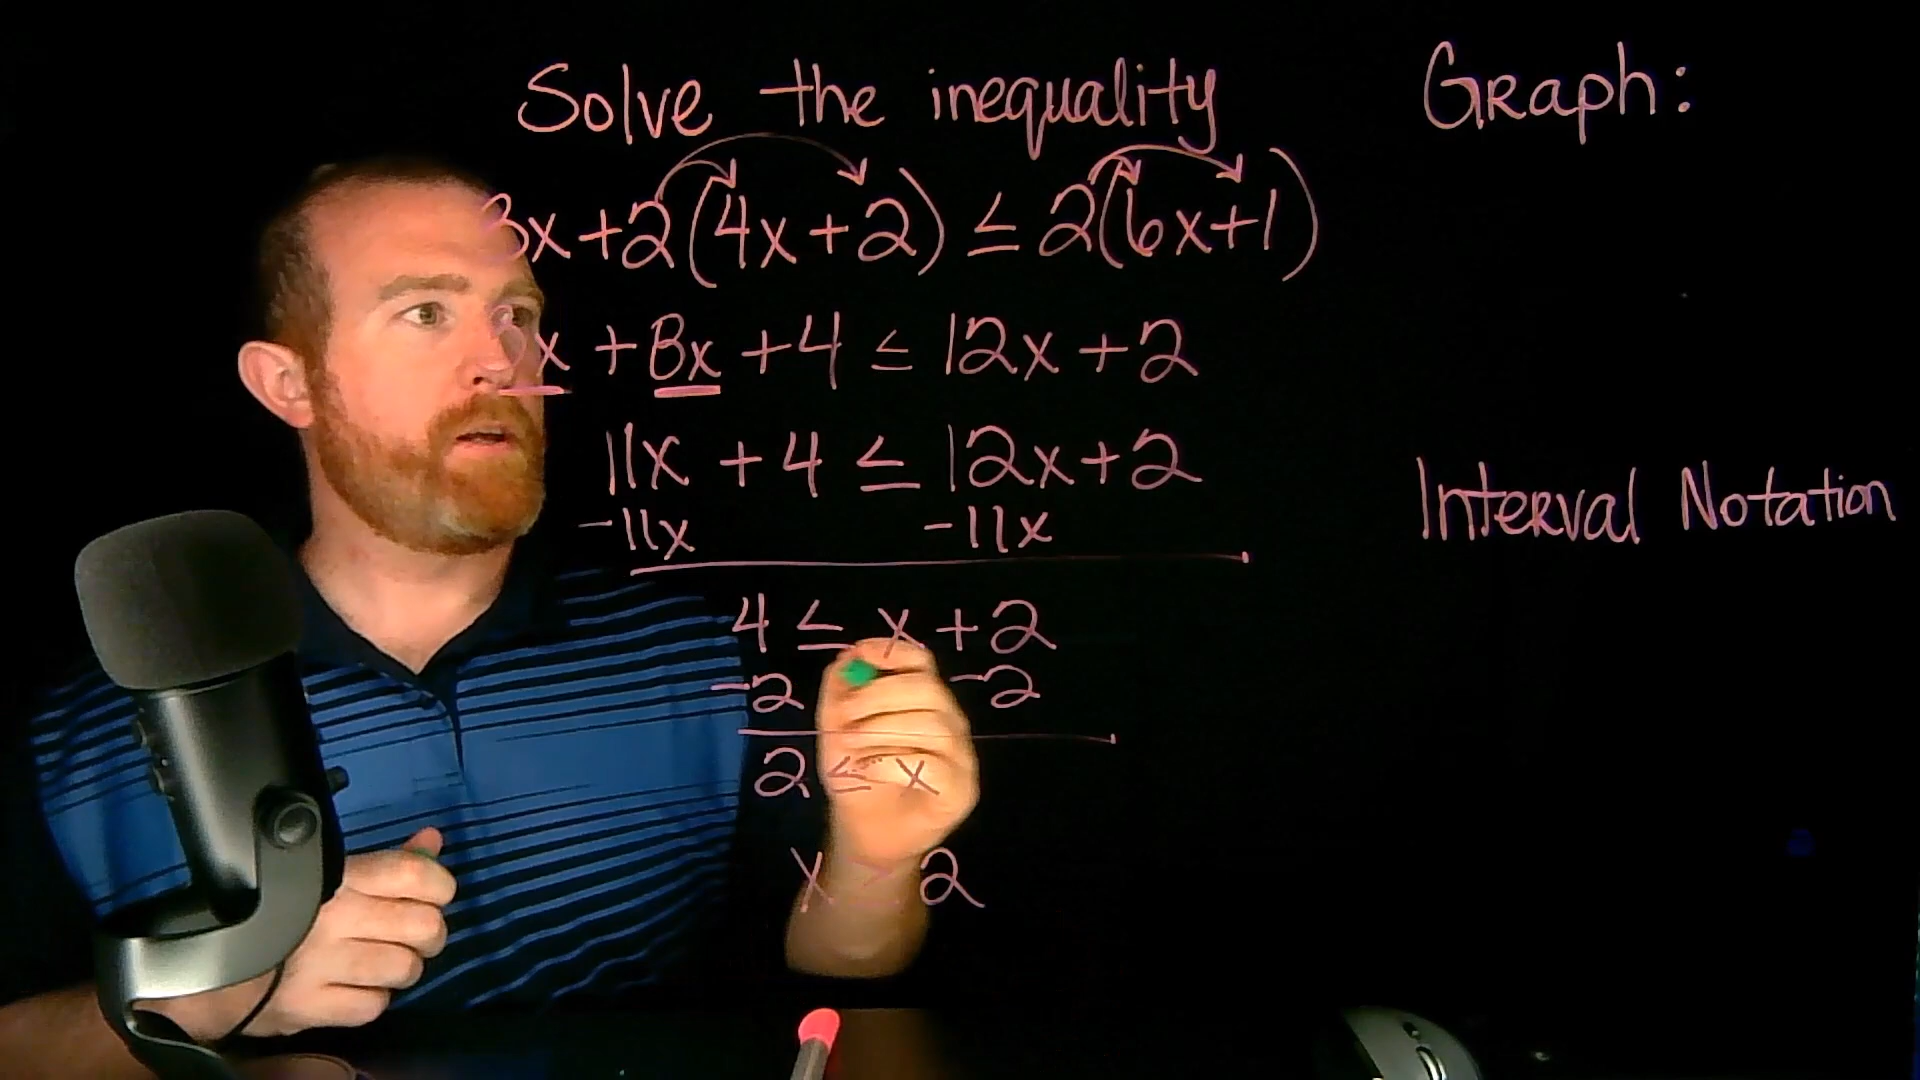 Solve the inequality
3x+2(4x+2) ≤ 2(6x+1)
3x +8x +4 ≤ 12x +2
11x +4 ≤ 12x+2
-11x -11x
4 ≤ x +2
-2 -2
2 ≤ x
x > 2
Graph:
Interval Notation